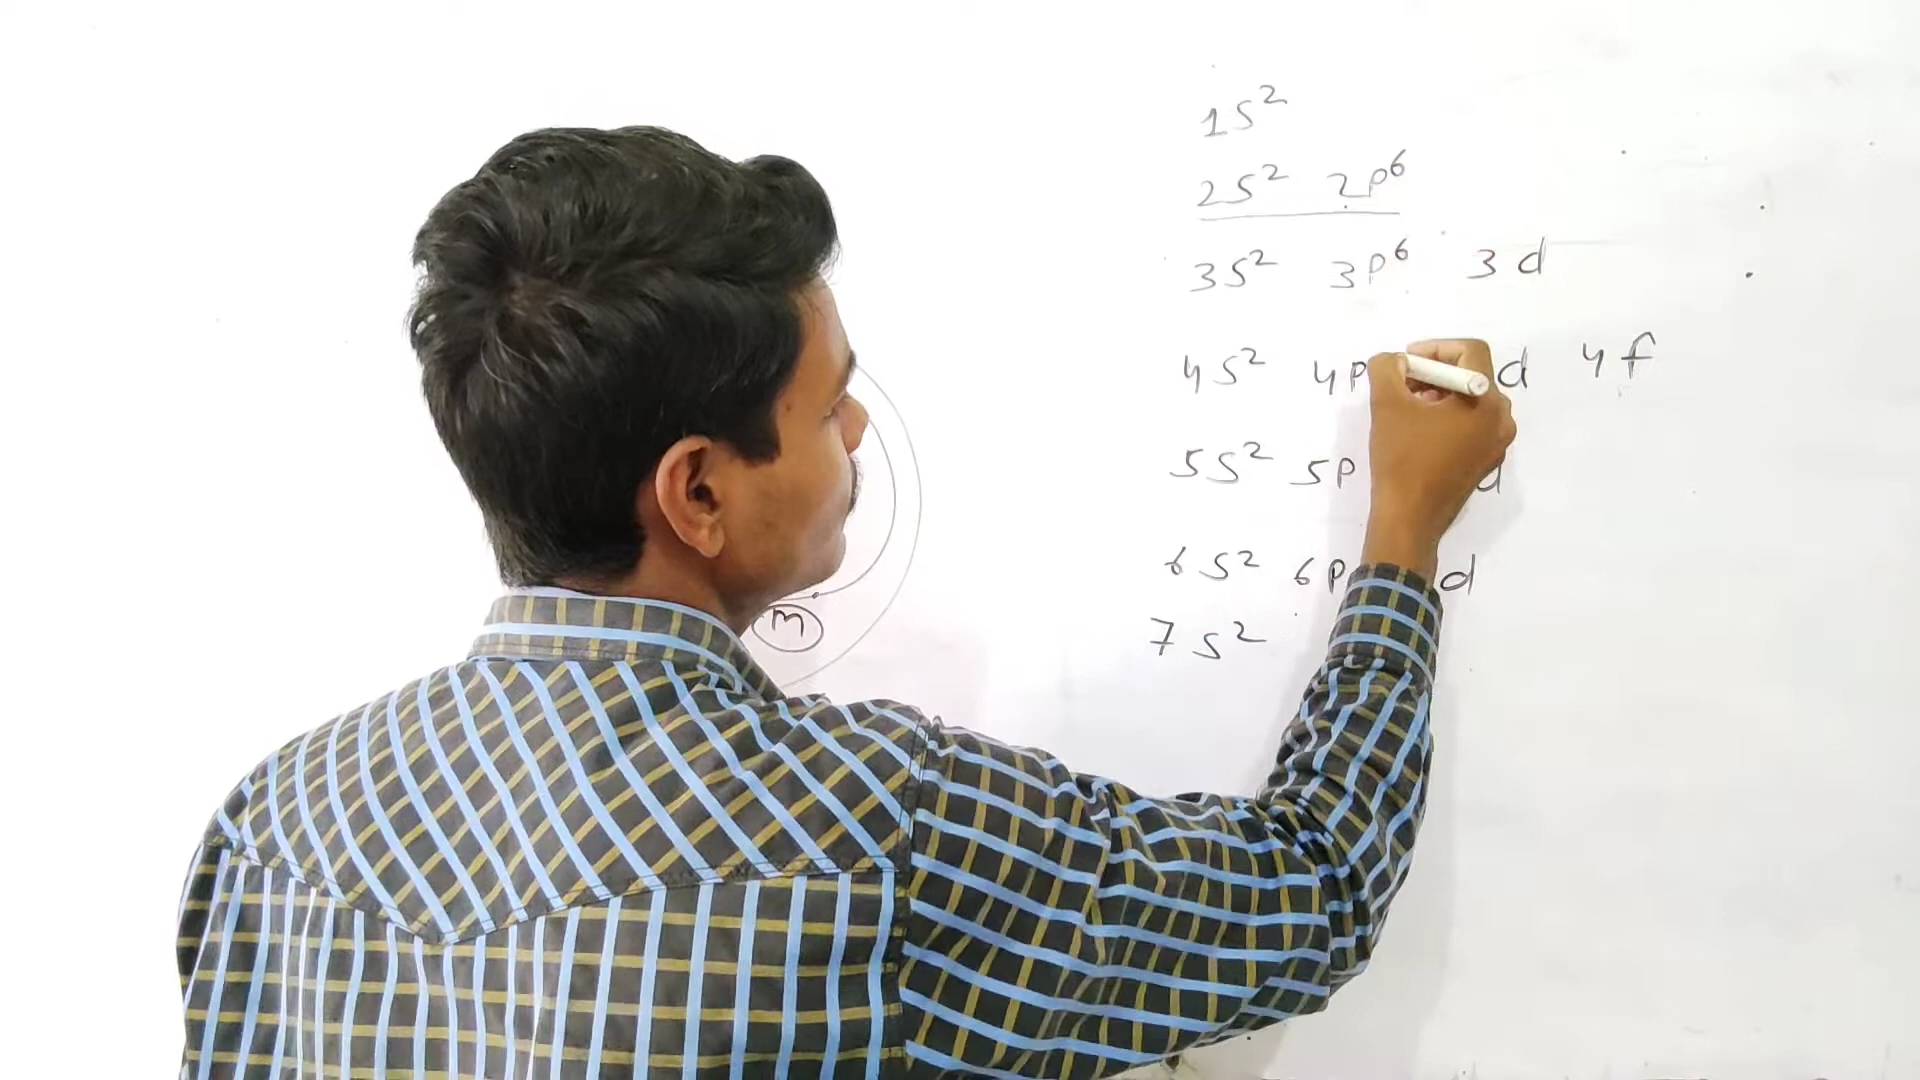 1s² 
2s² 2p⁶
3s² 3p⁶ 3d
4s² 4p d 4f
5s² 5p d
6s² 6p d
7s²
m